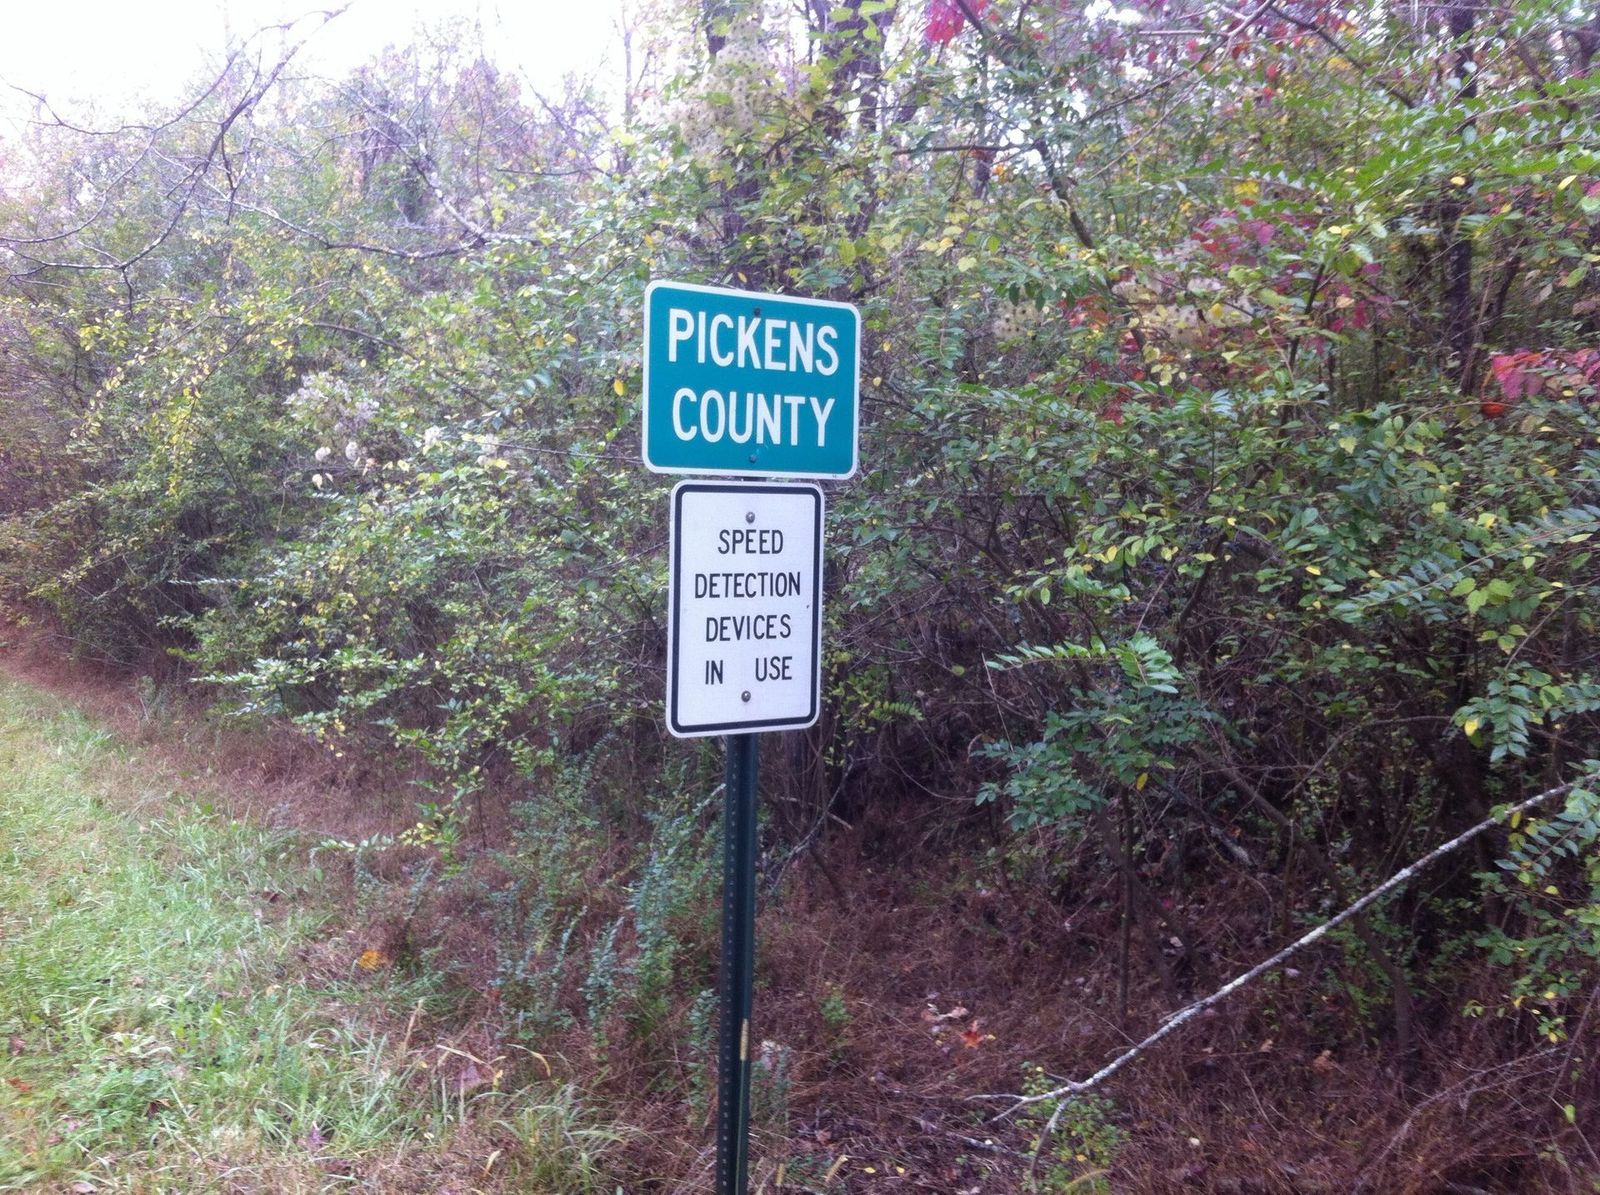 PICKENS
COUNTY
SPEED
DETECTION
DEVICES
IN USE